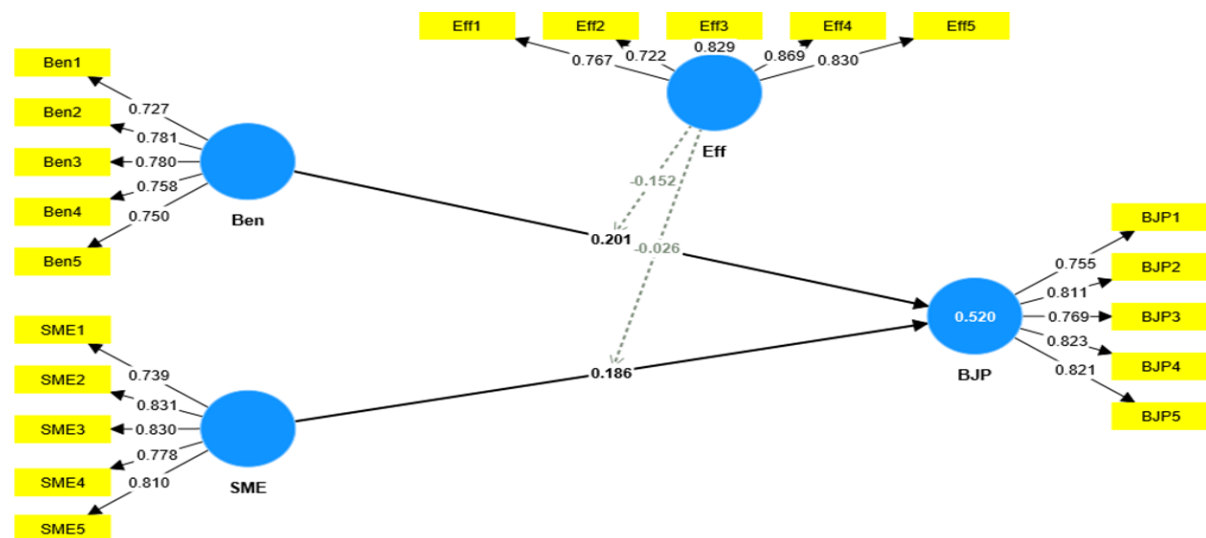 Eff1 Eff2 Eff3 Eff4 Eff5
0.767 0.722 0.829 0.869 0.830
Eff
Ben1
Ben2
Ben3
Ben4
Ben5
0.727
0.781
0.780
0.758
0.750
Ben
-0.152
0.201
-0.026
0.186
SME1
SME2
SME3
SME4
SME5
0.739
0.831
0.830
0.778
0.810
SME
0.520
BJP
0.755
0.811
0.769
0.823
0.821
BJP1
BJP2
BJP3
BJP4
BJP5